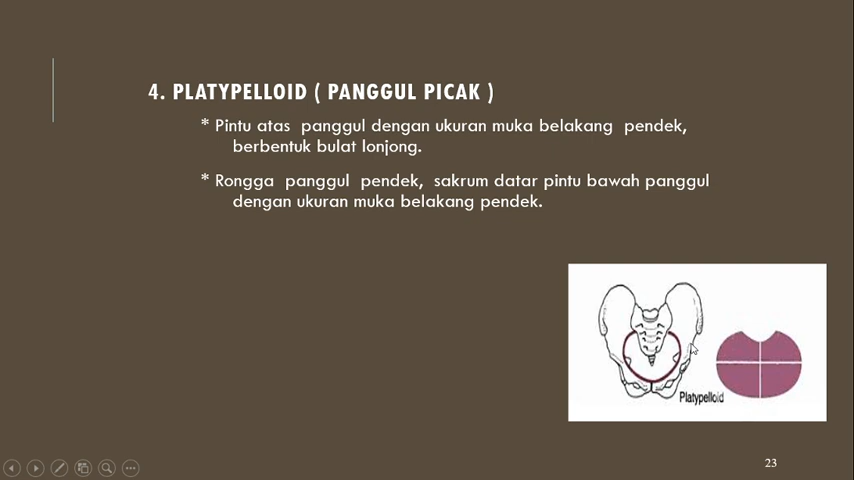 4. PLATYPELLOID ( PANGGUL PICAK )
* Pintu atas panggul dengan ukuran muka belakang pendek,
berbentuk bulat lonjong.
* Rongga panggul pendek, sakrum datar pintu bawah panggul
dengan ukuran muka belakang pendek.
Platypelloid
23